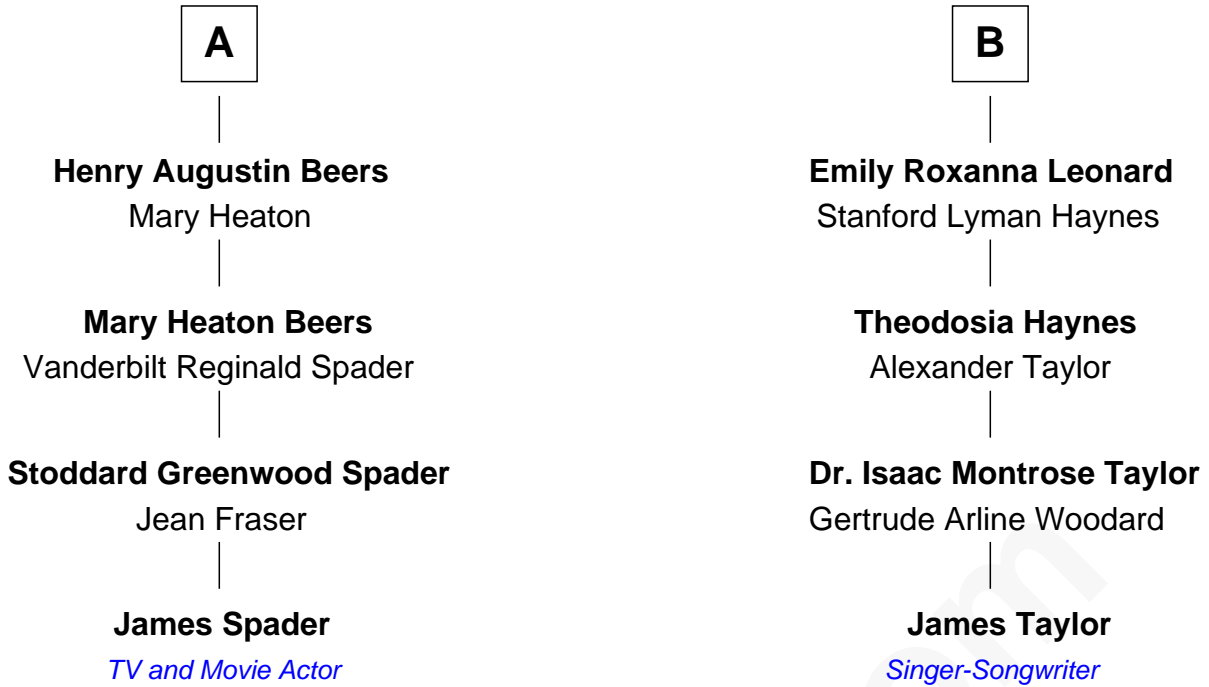 A
Henry Augustin Beers
Mary Heaton
Mary Heaton Beers
Vanderbilt Reginald Spader
Stoddard Greenwood Spader
Jean Fraser
James Spader
TV and Movie Actor
B
Emily Roxanna Leonard
Stanford Lyman Haynes
Theodosia Haynes
Alexander Taylor
Dr. Isaac Montrose Taylor
Gertrude Arline Woodard
James Taylor
Singer-Songwriter